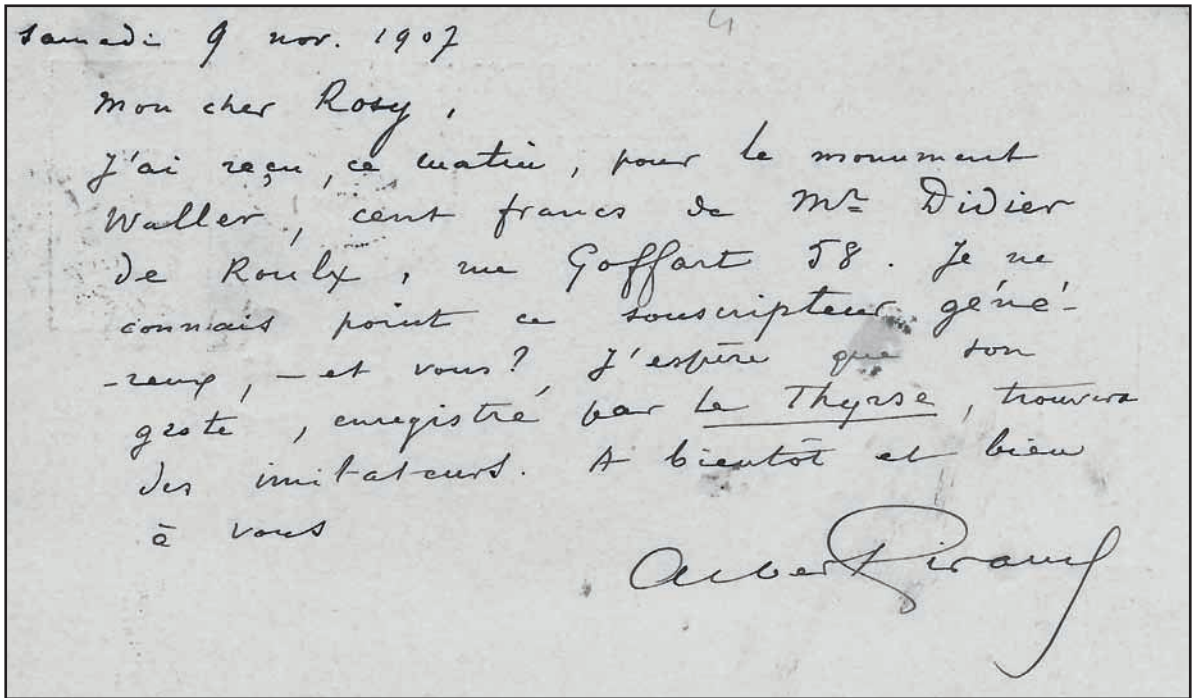 samedi 9 nov. 1907
Mon cher Rosy,
J'ai reçu, ce matin, pour le monument
Waller, cent francs de Mr Didier
de Roulx, rue Goffart 58. Je ne
connais point ce souscripteur géné-
-reux, – et vous? J'espère que son
geste, enregistré par Le Thyrse, trouvera
des imitateurs. A bientôt et bien
à vous
Albert Giraud